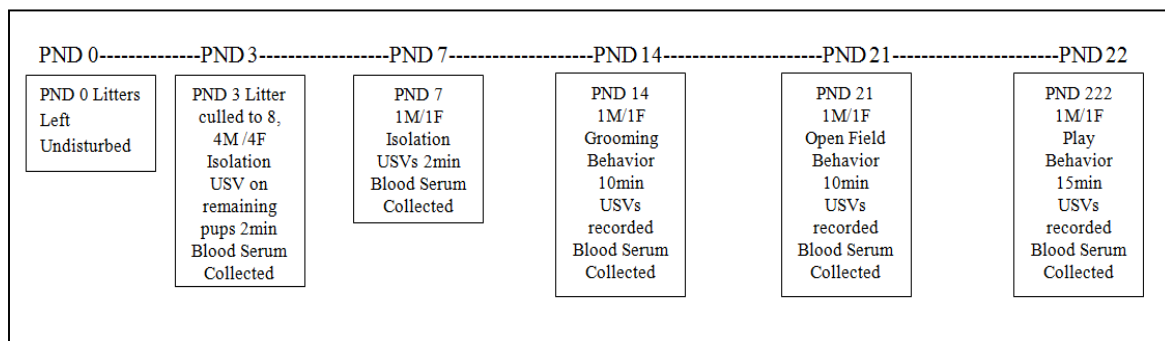 PND 0---------------PND 3-------------------PND 7---------------------PND 14------------------------PND 21-------------------------PND 22
PND 0 Litters
Left
Undisturbed
PND 3 Litter
culled to 8,
4M /4F
Isolation
USV on
remaining
pups 2min
Blood Serum
Collected
PND 7
1M/1F
Isolation
USVs 2min
Blood Serum
Collected
PND 14
1M/1F
Grooming
Behavior
10min
USVs
recorded
Blood Serum
Collected
PND 21
1M/1F
Open Field
Behavior
10min
USVs
recorded
Blood Serum
Collected
PND 222
1M/1F
Play
Behavior
15min
USVs
recorded
Blood Serum
Collected